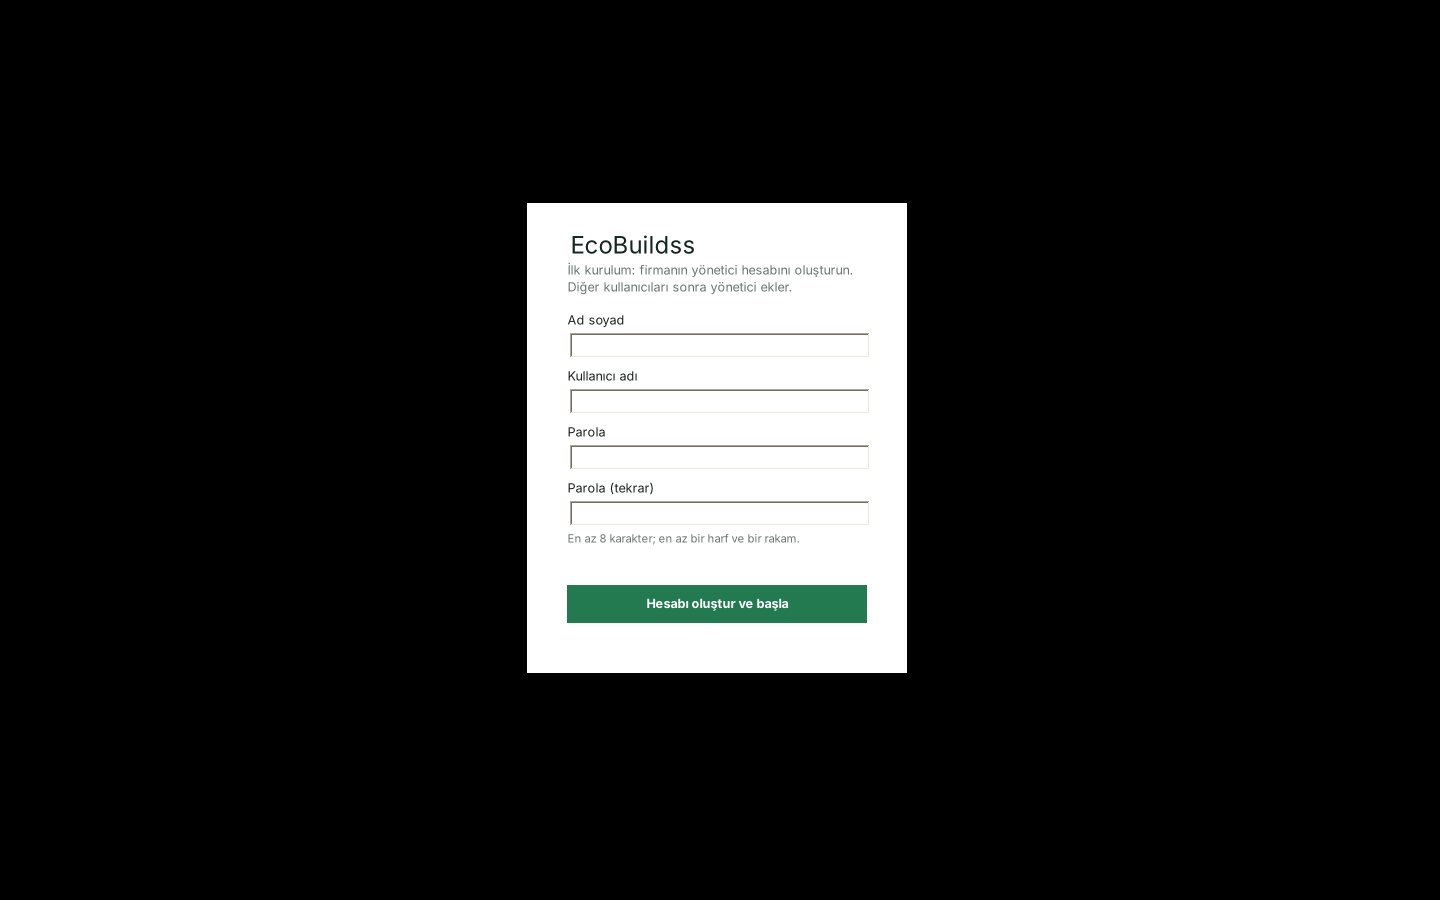 EcoBuildss
İlk kurulum: firmanın yönetici hesabını oluşturun.
Diğer kullanıcıları sonra yönetici ekler.
Ad soyad
Kullanıcı adı
Parola
Parola (tekrar)
En az 8 karakter; en az bir harf ve bir rakam.
Hesabı oluştur ve başla